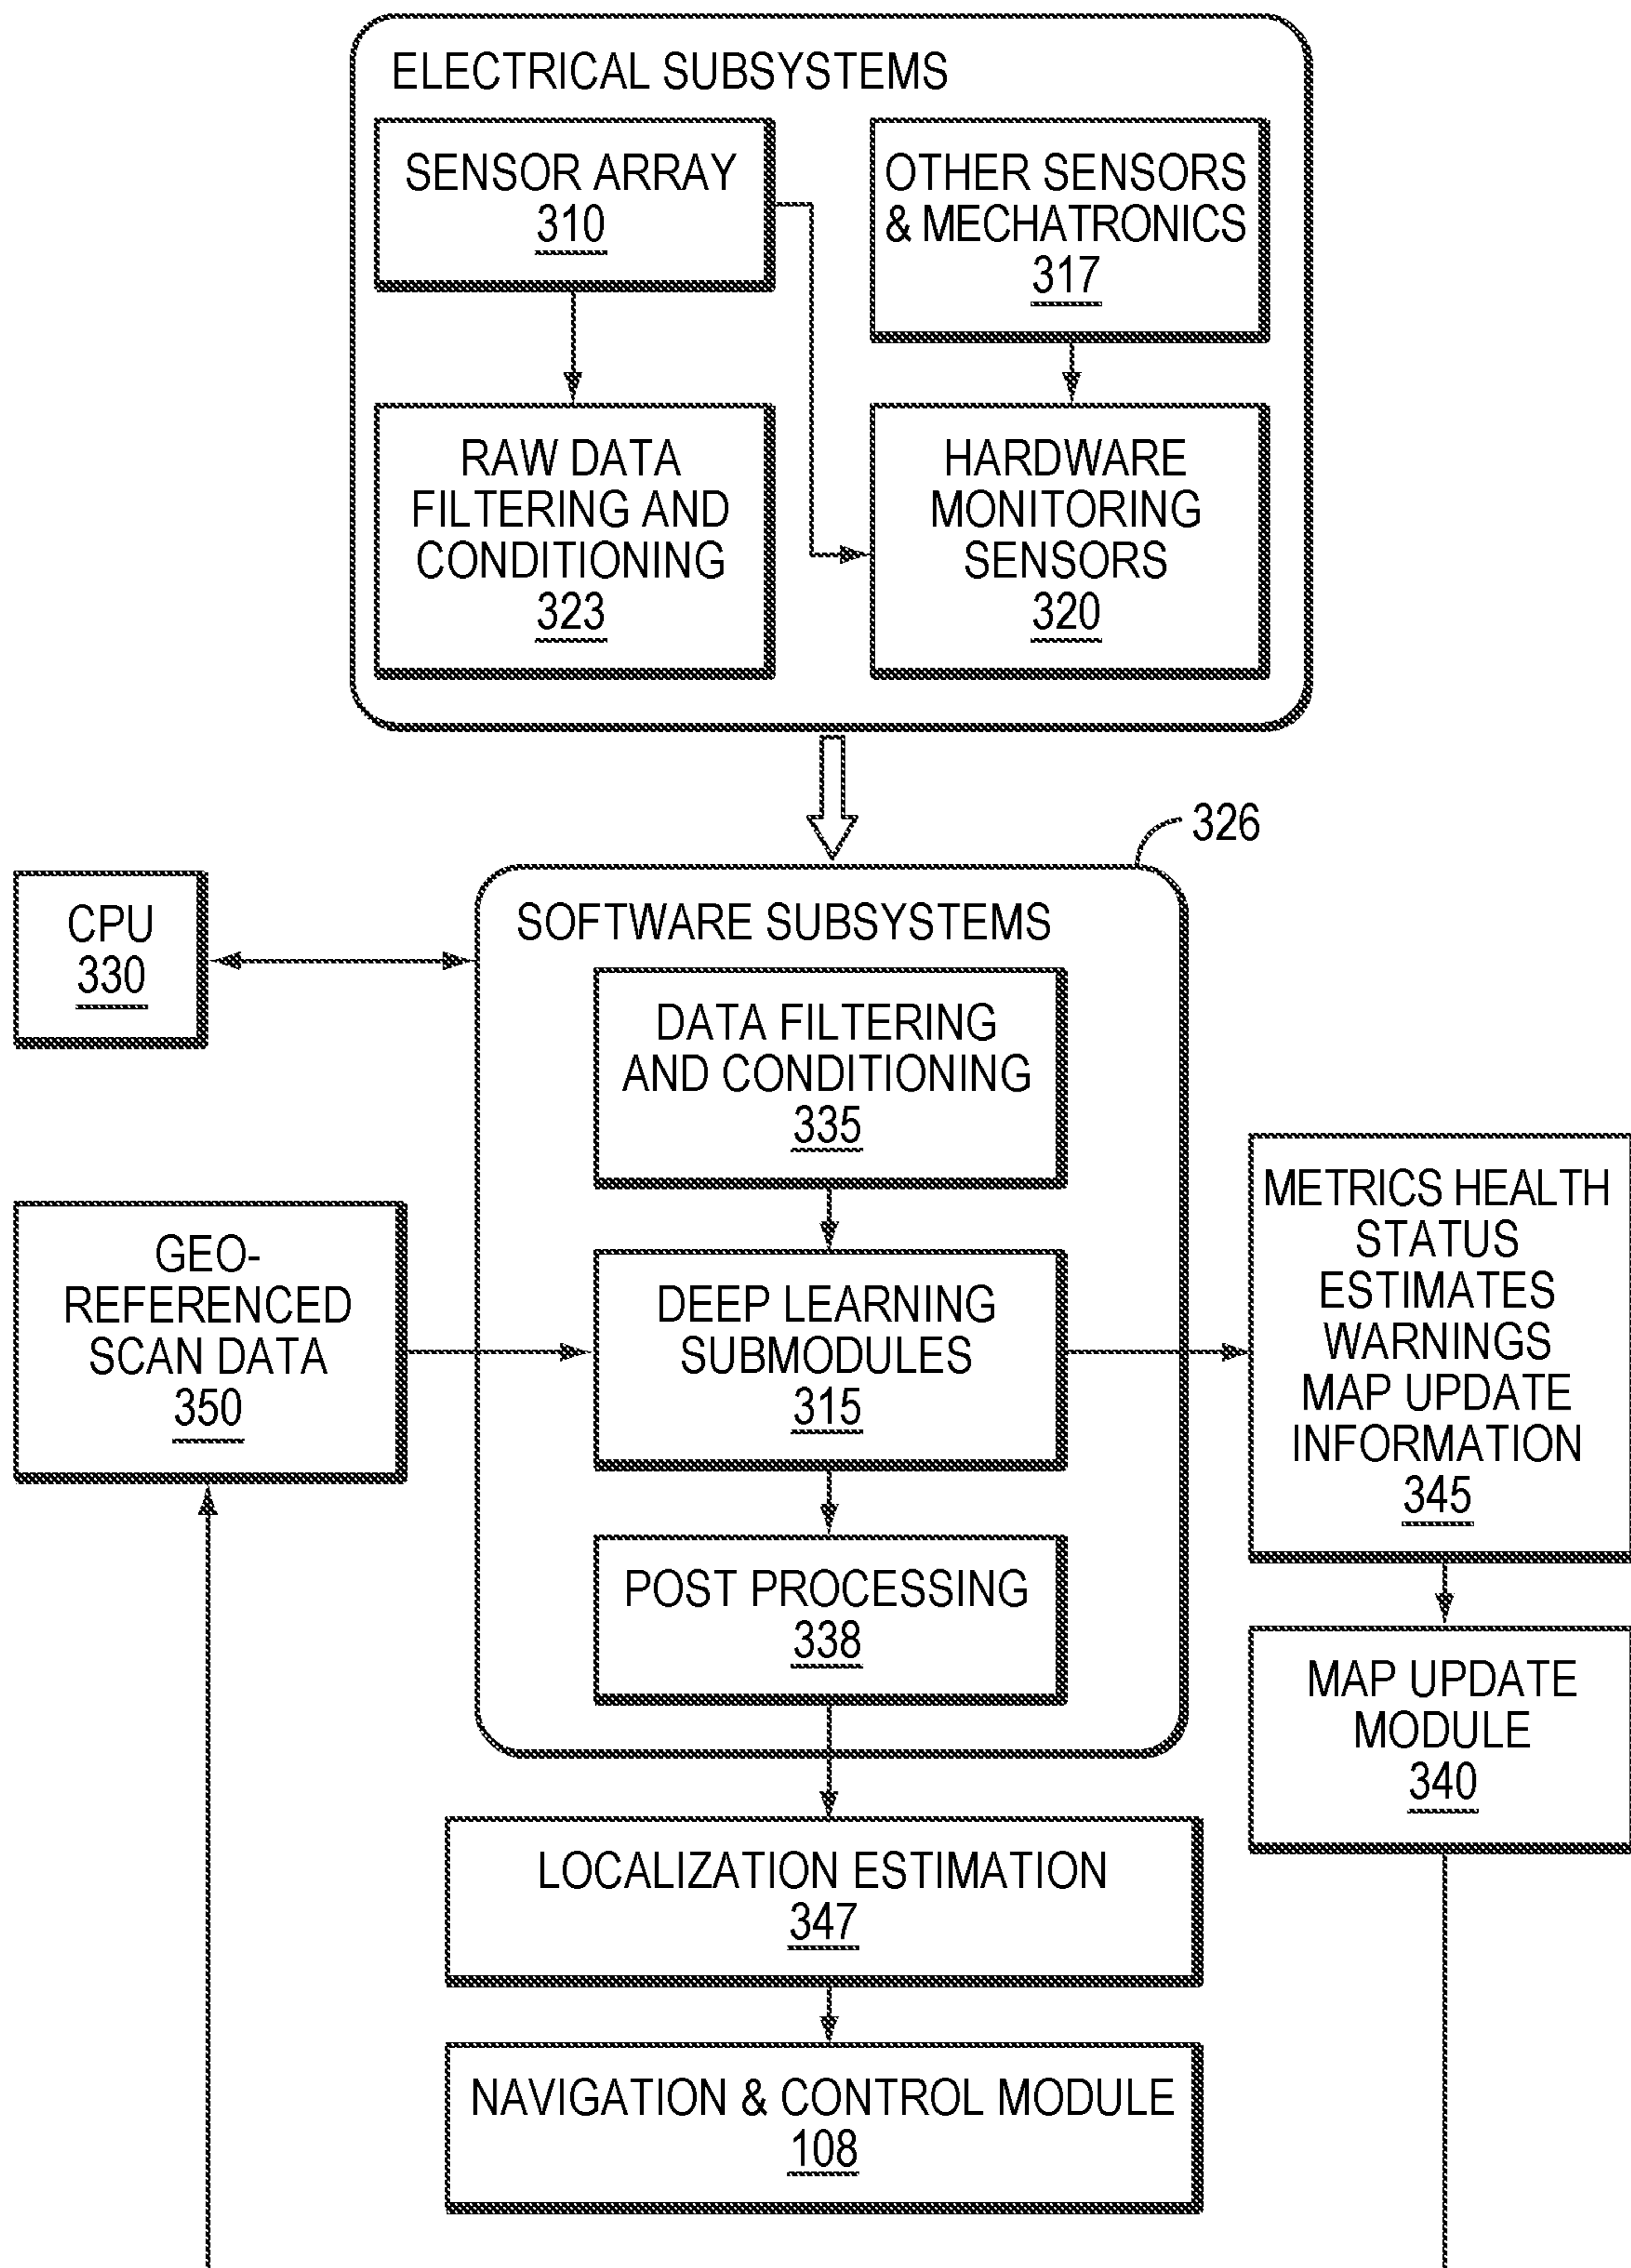 ELECTRICAL SUBSYSTEMS
SENSOR ARRAY
310
OTHER SENSORS
& MECHATRONICS
317
RAW DATA
FILTERING AND
CONDITIONING
323
HARDWARE
MONITORING
SENSORS
320
326
CPU
330
SOFTWARE SUBSYSTEMS
DATA FILTERING
AND CONDITIONING
335
GEO-
REFERENCED
SCAN DATA
350
DEEP LEARNING
SUBMODULES
315
METRICS HEALTH
STATUS
ESTIMATES
WARNINGS
MAP UPDATE
INFORMATION
345
POST PROCESSING
338
MAP UPDATE
MODULE
340
LOCALIZATION ESTIMATION
347
NAVIGATION & CONTROL MODULE
108